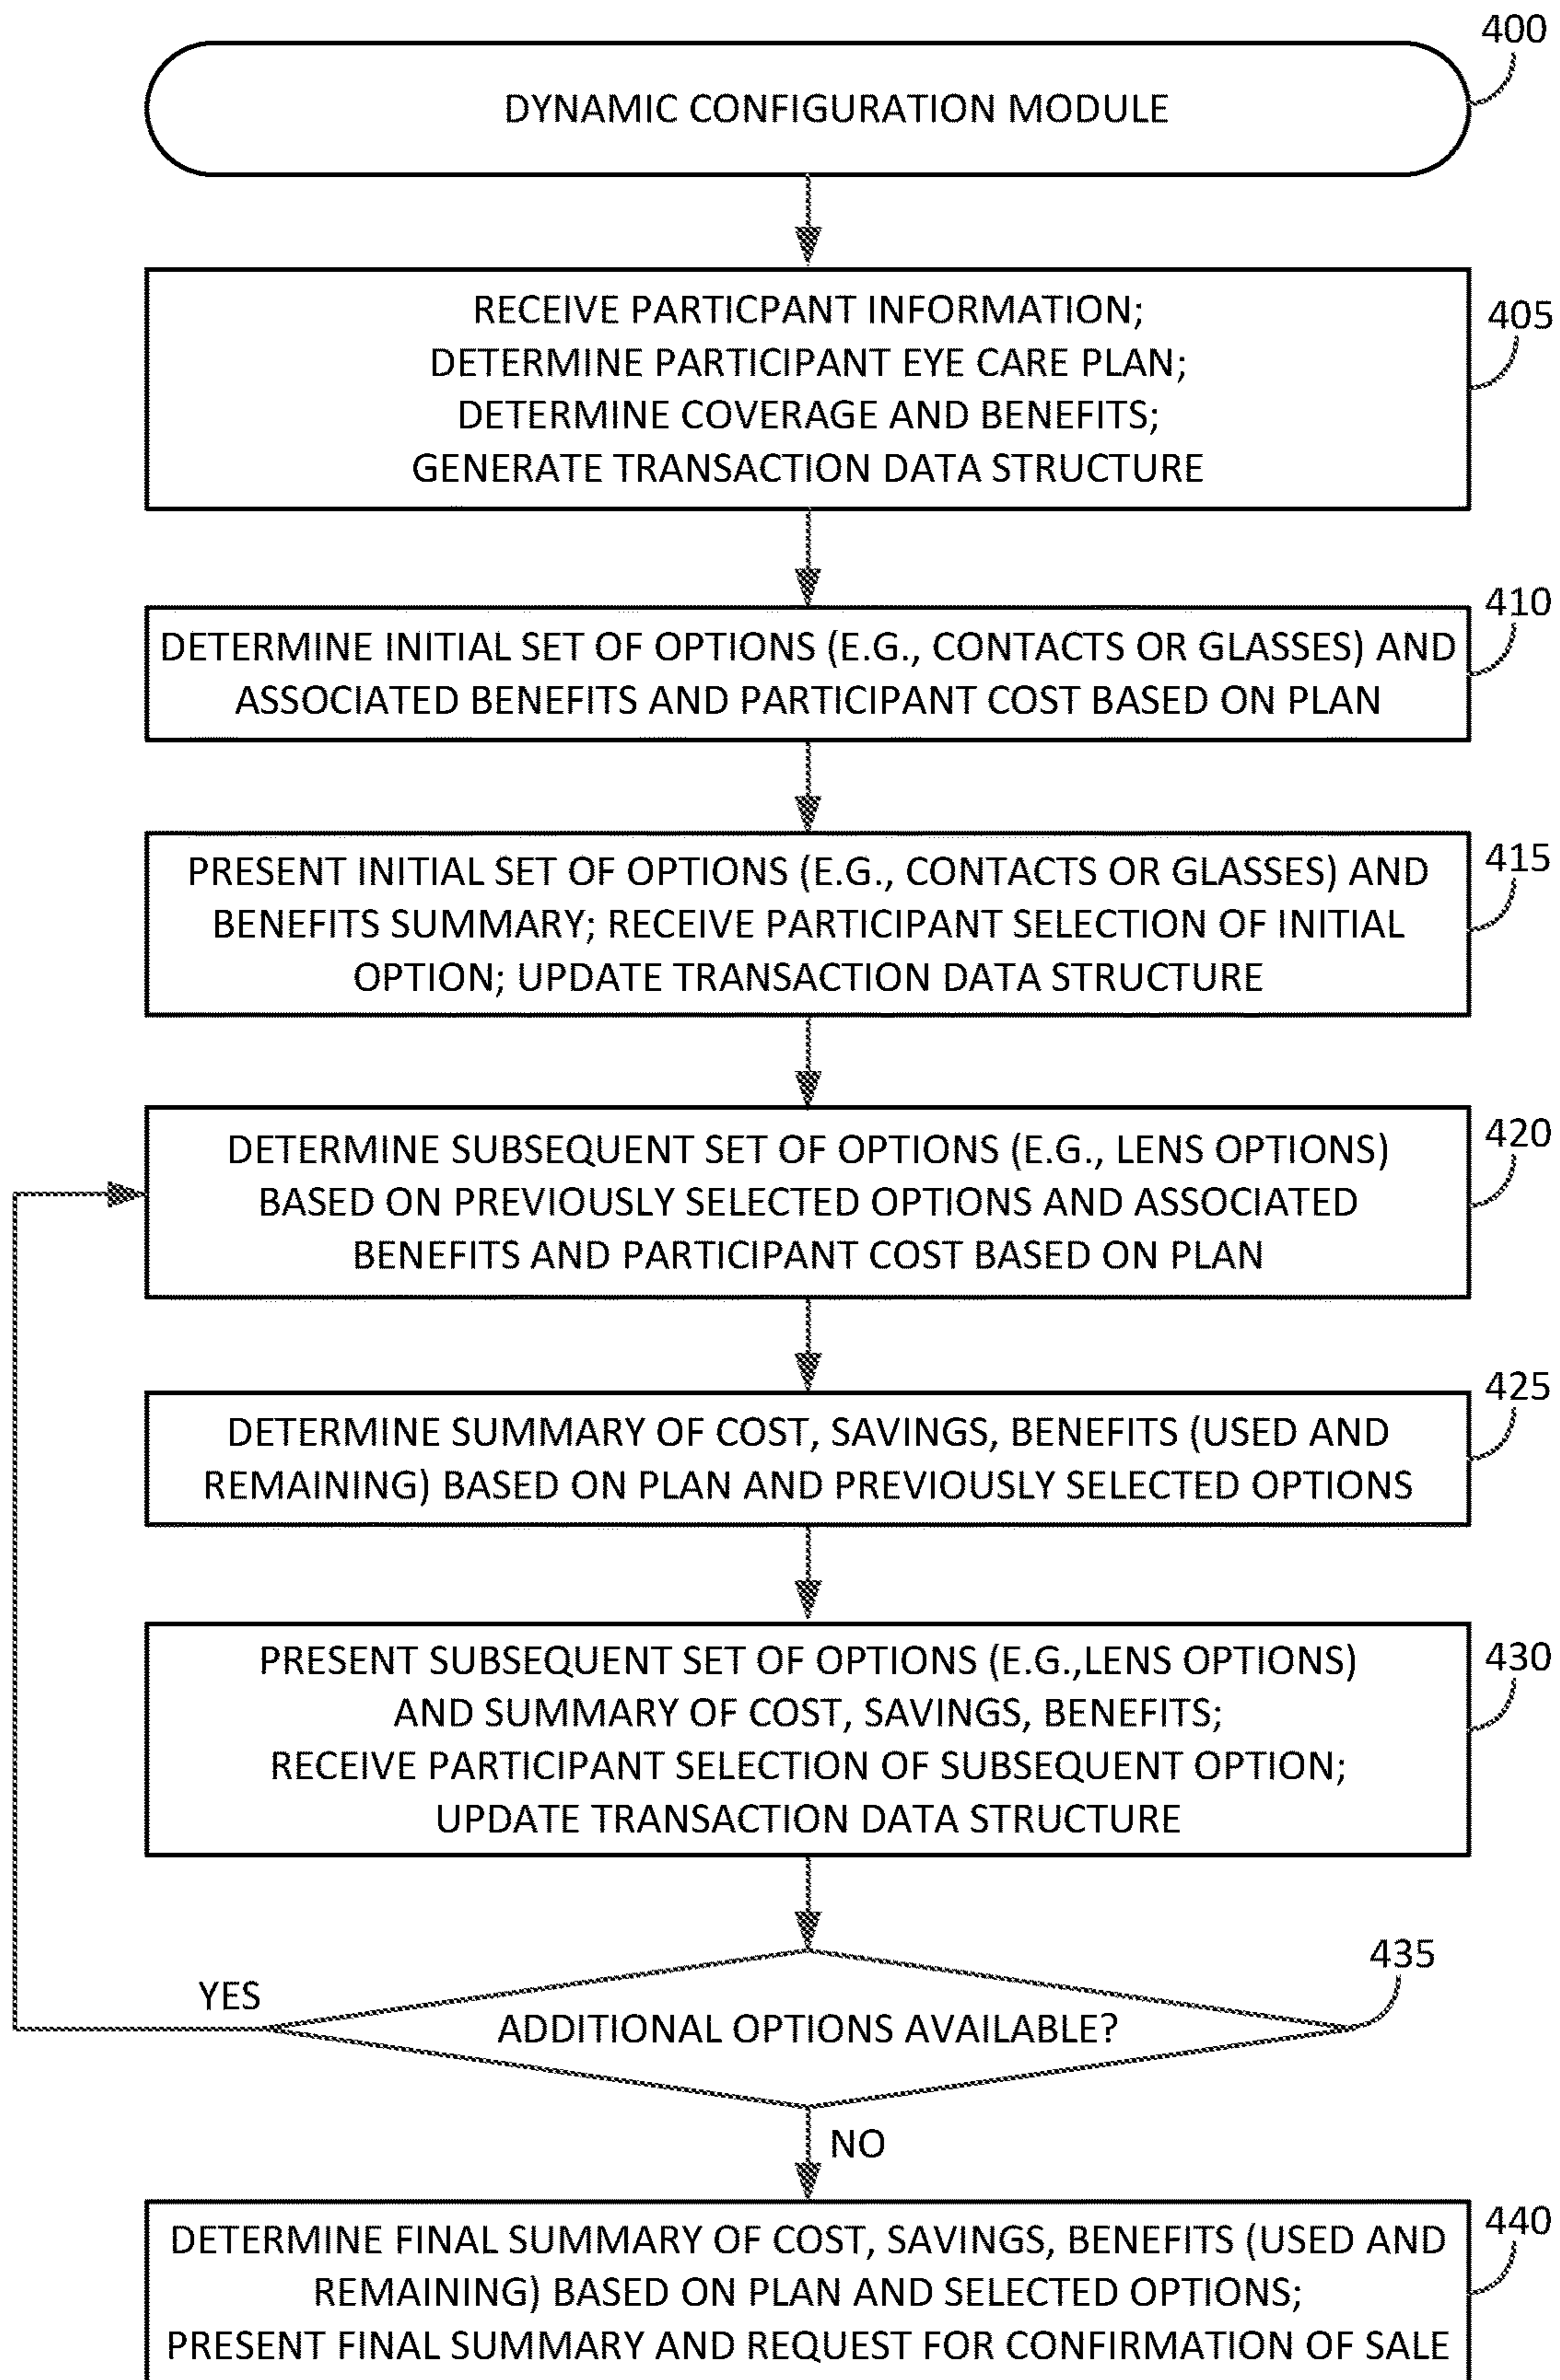 400
DYNAMIC CONFIGURATION MODULE
RECEIVE PARTICPANT INFORMATION;
405
DETERMINE PARTICIPANT EYE CARE PLAN;
DETERMINE COVERAGE AND BENEFITS;
GENERATE TRANSACTION DATA STRUCTURE
410
DETERMINE INITIAL SET OF OPTIONS (E.G., CONTACTS OR GLASSES) AND
ASSOCIATED BENEFITS AND PARTICIPANT COST BASED ON PLAN
415
PRESENT INITIAL SET OF OPTIONS (E.G., CONTACTS OR GLASSES) AND
BENEFITS SUMMARY; RECEIVE PARTICIPANT SELECTION OF INITIAL
OPTION; UPDATE TRANSACTION DATA STRUCTURE
420
DETERMINE SUBSEQUENT SET OF OPTIONS (E.G., LENS OPTIONS)
BASED ON PREVIOUSLY SELECTED OPTIONS AND ASSOCIATED
BENEFITS AND PARTICIPANT COST BASED ON PLAN
425
DETERMINE SUMMARY OF COST, SAVINGS, BENEFITS (USED AND
REMAINING) BASED ON PLAN AND PREVIOUSLY SELECTED OPTIONS
430
PRESENT SUBSEQUENT SET OF OPTIONS (E.G.,LENS OPTIONS)
AND SUMMARY OF COST, SAVINGS, BENEFITS;
RECEIVE PARTICIPANT SELECTION OF SUBSEQUENT OPTION;
UPDATE TRANSACTION DATA STRUCTURE
435
YES
ADDITIONAL OPTIONS AVAILABLE?
NO
440
DETERMINE FINAL SUMMARY OF COST, SAVINGS, BENEFITS (USED AND
REMAINING) BASED ON PLAN AND SELECTED OPTIONS;
PRESENT FINAL SUMMARY AND REQUEST FOR CONFIRMATION OF SALE